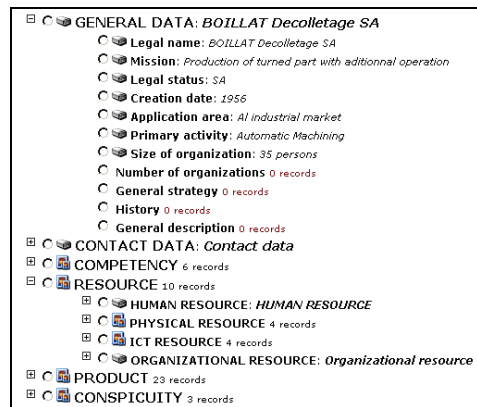 GENERAL DATA: BOILLAT Decolletage SA
Legal name: BOILLAT Decolletage SA
Mission: Production of turned part with aditionnal operation
Legal status: SA
Creation date: 1956
Application area: Al industrial market
Primary activity: Automatic Machining
Size of organization: 35 persons
Number of organizations 0 records
General strategy 0 records
History 0 records
General description 0 records
CONTACT DATA: Contact data
COMPETENCY 6 records
RESOURCE 10 records
HUMAN RESOURCE: HUMAN RESOURCE
PHYSICAL RESOURCE 4 records
ICT RESOURCE 4 records
ORGANIZATIONAL RESOURCE: Organizational resource
PRODUCT 23 records
CONSPICUITY 3 records